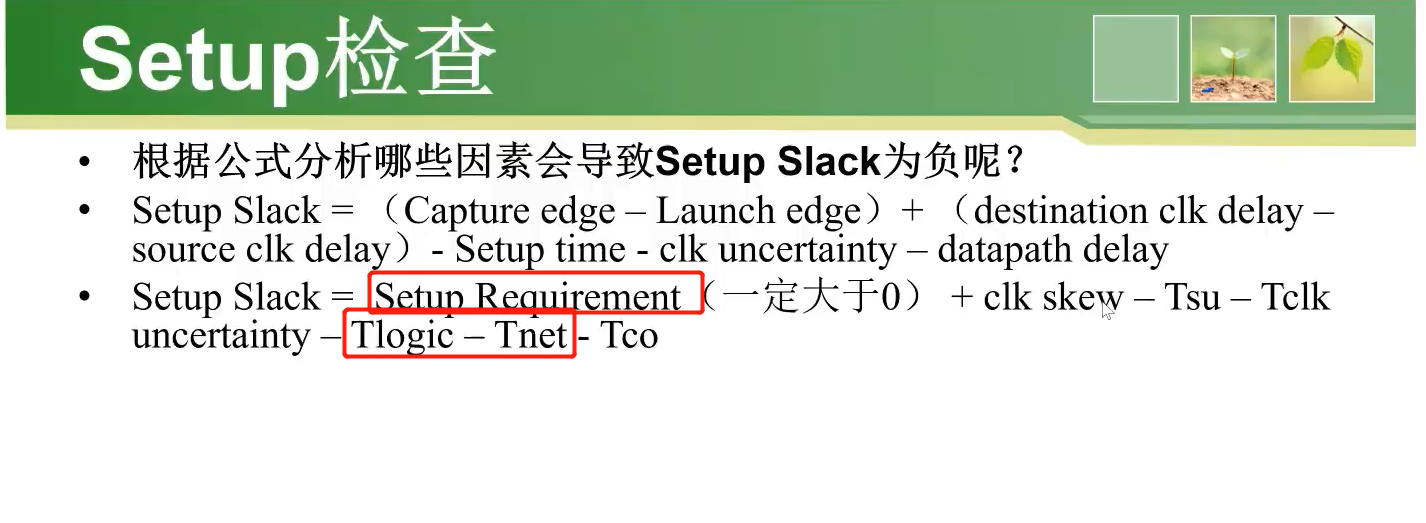 Setup检查
• 根据公式分析哪些因素会导致Setup Slack为负呢？
• Setup Slack = （Capture edge – Launch edge）+ （destination clk delay –
source clk delay）- Setup time - clk uncertainty – datapath delay
• Setup Slack = Setup Requirement（一定大于0） + clk skew – Tsu – Tclk
uncertainty – Tlogic – Tnet - Tco